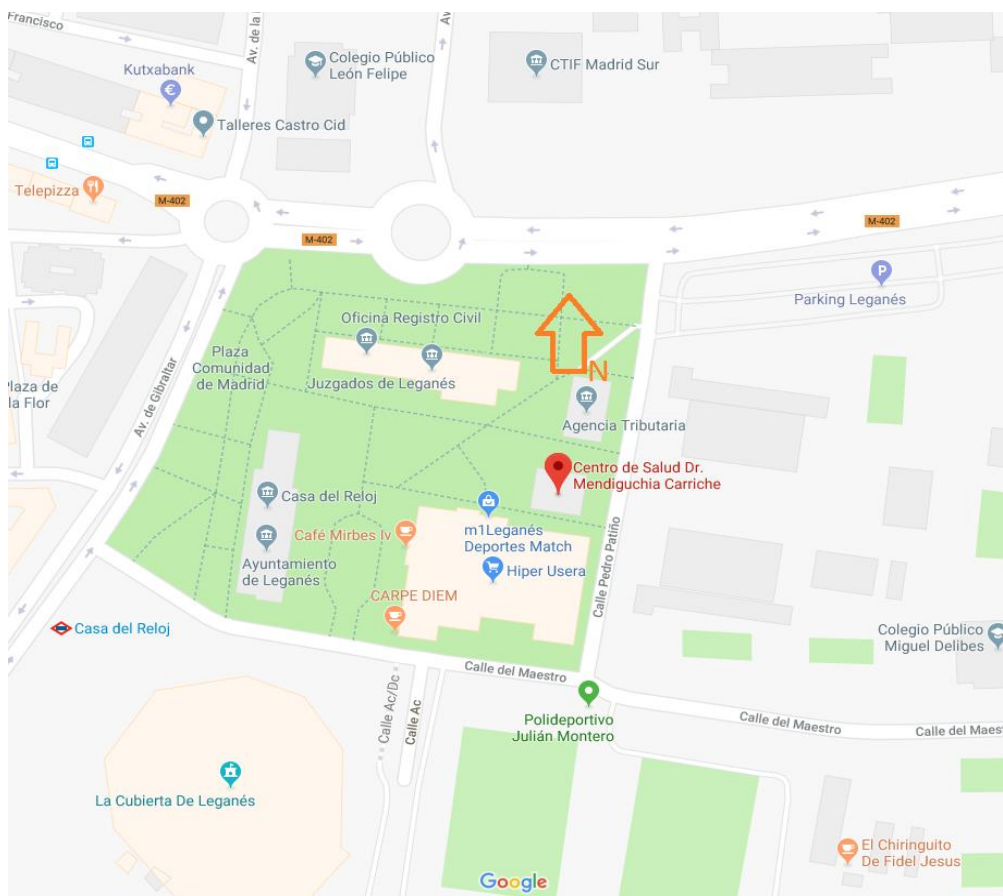 Francisco
Av. de la
Av
Colegio Público
León Felipe
CTIF Madrid Sur
Kutxabank
€
Talleres Castro Cid
Telepizza
M-402
M-402
M-402
P
Parking Leganés
N
Oficina Registro Civil
Juzgados de Leganés
Plaza
Comunidad
de Madrid
Plaza de
la Flor
Av. de Gibraltar
Agencia Tributaria
Centro de Salud Dr.
Mendiguchia Carriche
Casa del Reloj
m1Leganés
Deportes Match
Café Mirbes Iv
Hiper Usera
Ayuntamiento
de Leganés
CARPE DIEM
Calle Pedro Patiño
Casa del Reloj
Colegio Público
Miguel Delibes
Calle del Maestro
Calle Ac/Dc
Calle Ac
Polideportivo
Julián Montero
Calle del Maestro
Calle del Maest
La Cubierta De Leganés
El Chiringuito
De Fidel Jesus
Google